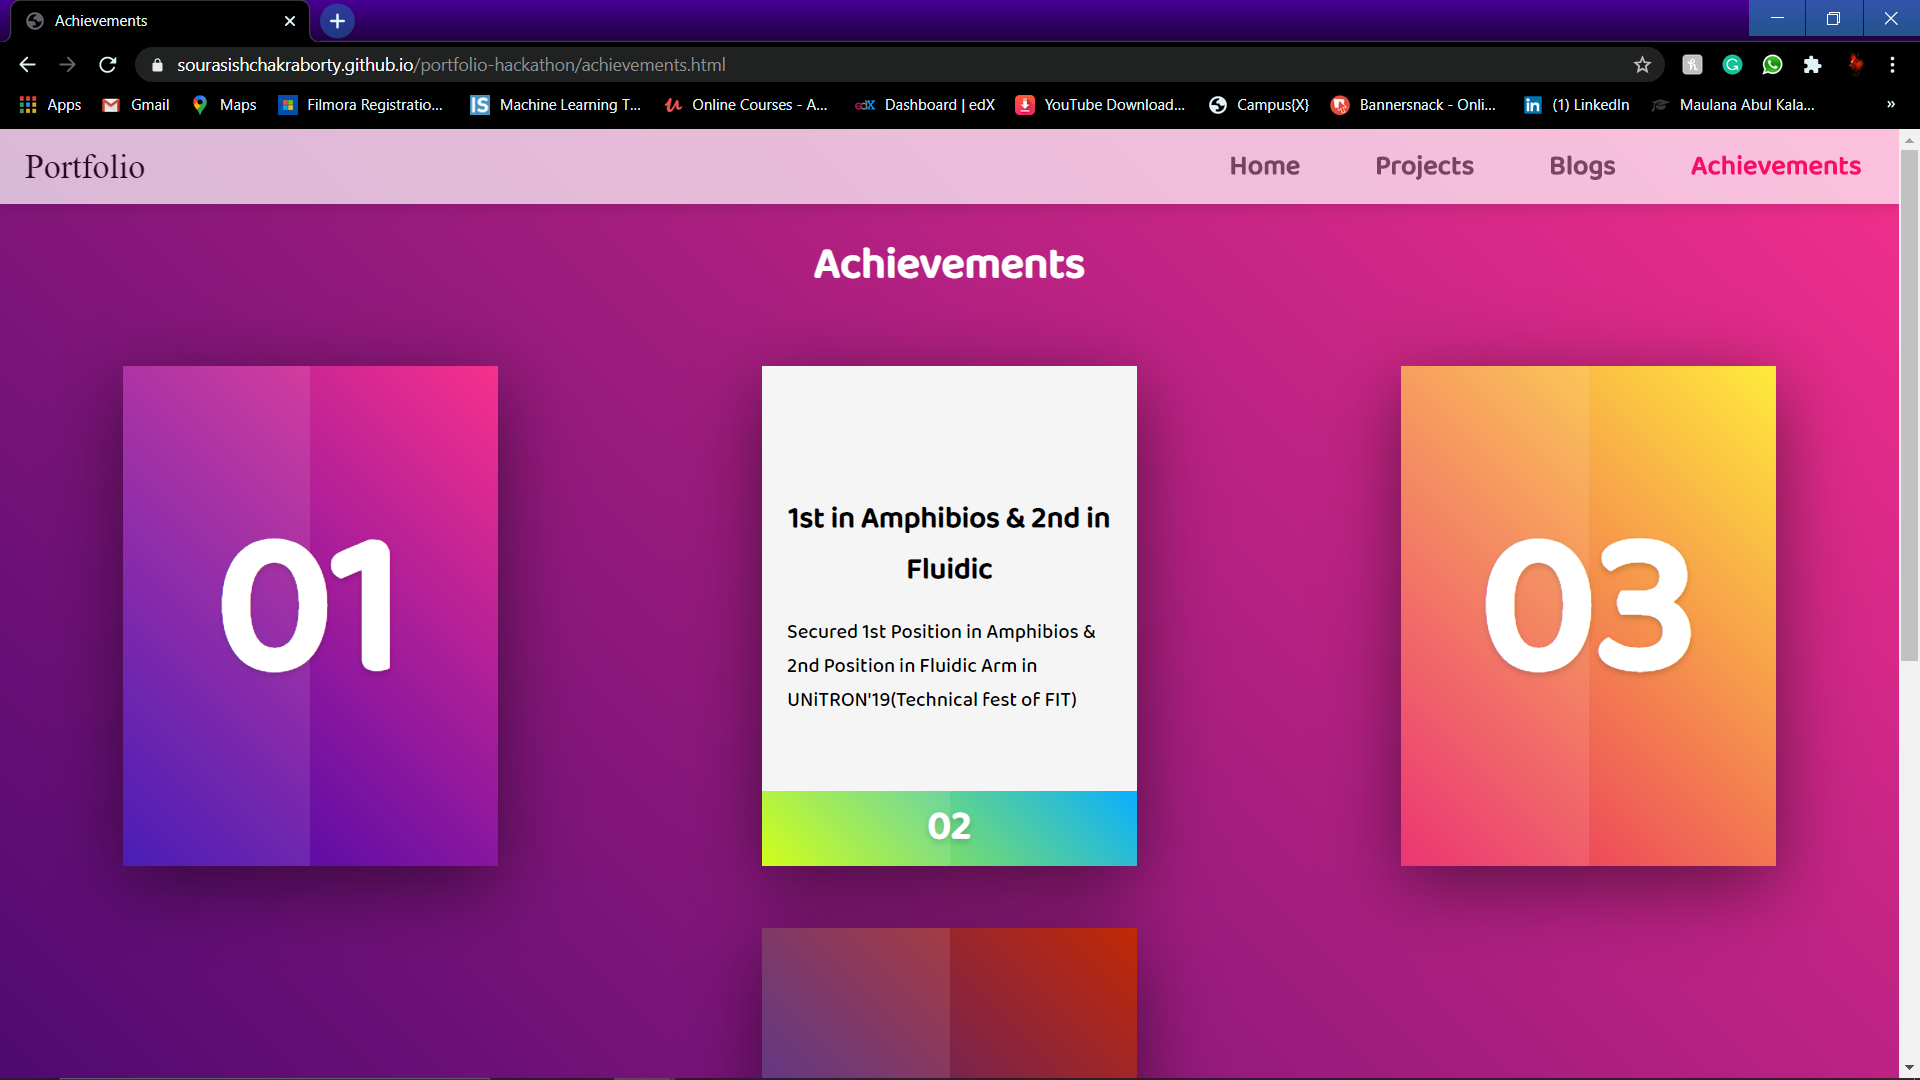 Achievements
sourasishchakraborty.github.io/portfolio-hackathon/achievements.html
Apps Gmail Maps Filmora Registratio... IS Machine Learning T... Online Courses - A... edX Dashboard | edX YouTube Download... Campus{X} Bannersnack - Onli... in (1) LinkedIn Maulana Abul Kala... »
Portfolio Home Projects Blogs Achievements
Achievements
01
1st in Amphibios & 2nd in
Fluidic
Secured 1st Position in Amphibios &
2nd Position in Fluidic Arm in
UNiTRON'19(Technical fest of FIT)
02
03